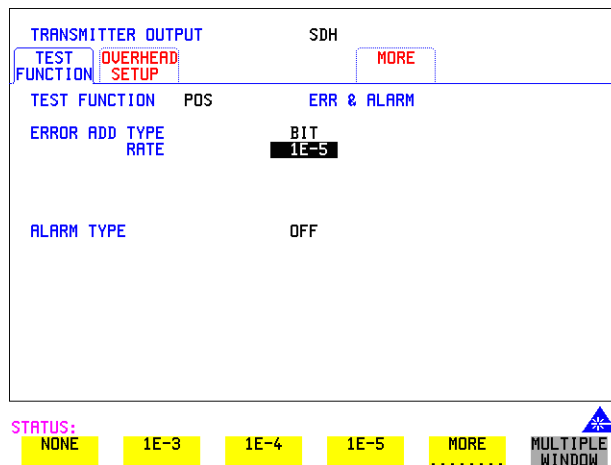 TRANSMITTER OUTPUT SDH
TEST FUNCTION OVERHEAD SETUP MORE
TEST FUNCTION POS ERR & ALARM
ERROR ADD TYPE BIT
RATE 1E-5
ALARM TYPE OFF
STATUS:
NONE 1E-3 1E-4 1E-5 MORE ........ MULTIPLE WINDOW